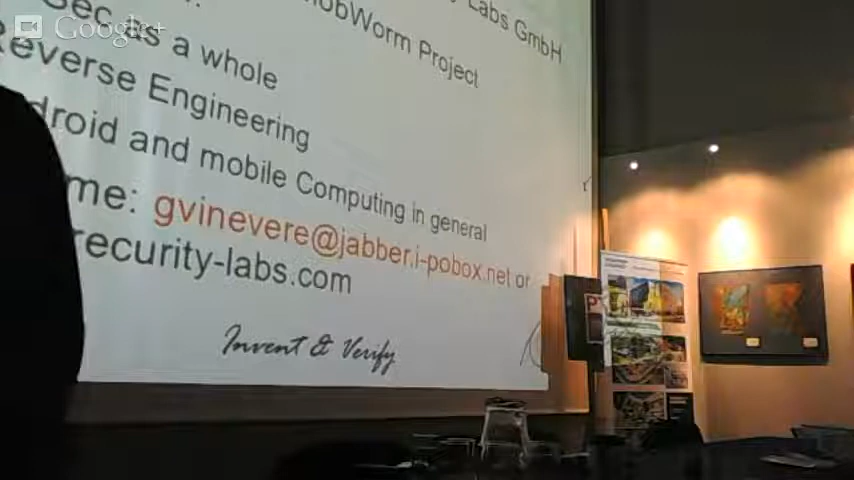 Google+
Labs GmbH
Worm Project
Sec as a whole
Reverse Engineering
droid and mobile Computing in general
me: gvinevere@jabber.i-pobox.net or
recurity-labs.com
Invent & Verify